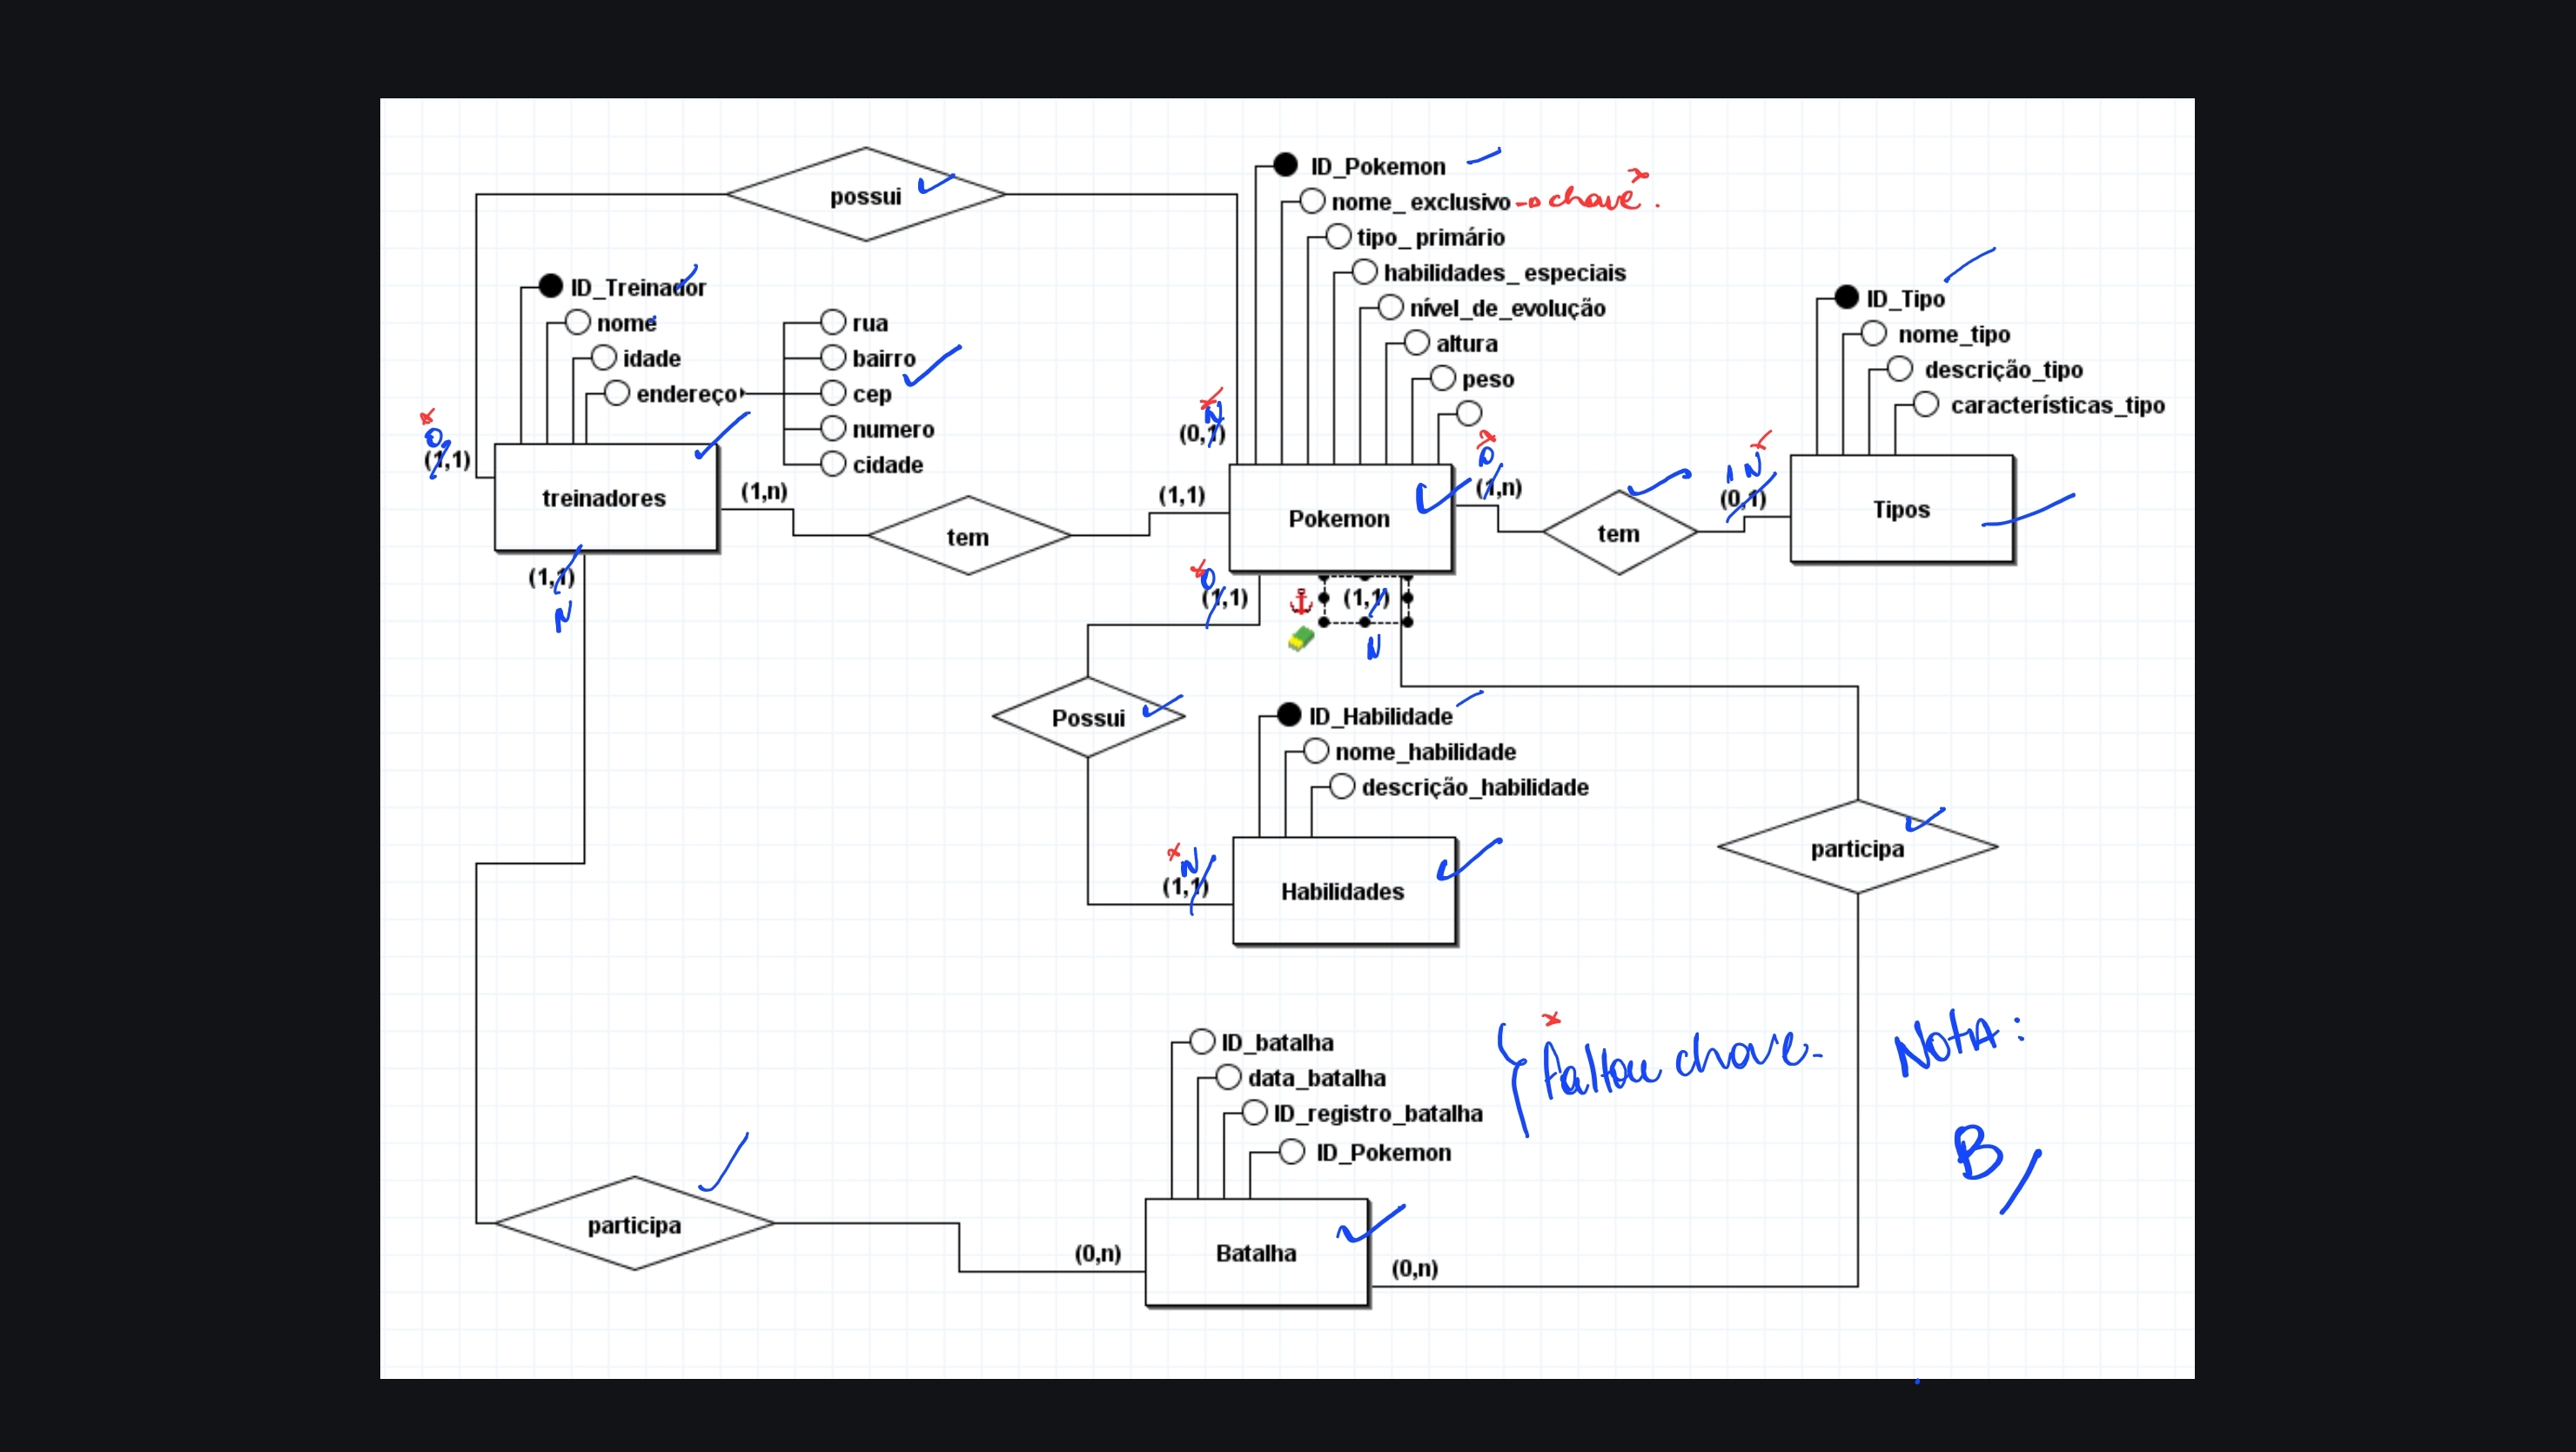 possui
ID_Pokemon
nome_ exclusivo → chave.
tipo_ primário
habilidades_ especiais
nível_de_evolução
altura
peso
ID_Treinador
nome
idade
endereço
rua
bairro
cep
numero
cidade
ID_Tipo
nome_tipo
descrição_tipo
características_tipo
0
(1,1)
N
(0,1)
treinadores
(1,n)
tem
(1,1)
Pokemon
0
(1,n)
tem
1 N
(0,1)
Tipos
(1,1)
N
0
(1,1)
(1,1)
N
Possui
ID_Habilidade
nome_habilidade
descrição_habilidade
participa
N
(1,1)
Habilidades
ID_batalha
data_batalha
ID_registro_batalha
ID_Pokemon
faltou chave.
NOTA:
B
participa
(0,n)
Batalha
(0,n)